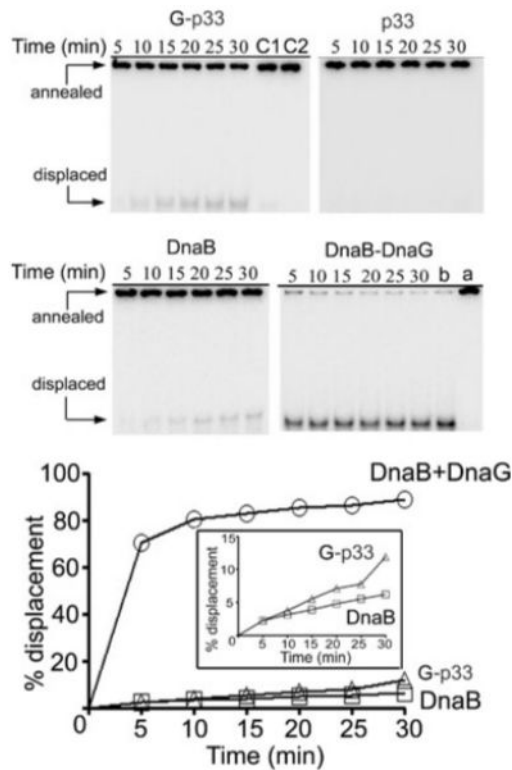 G-p33 p33
Time (min) 5 10 15 20 25 30 C1 C2 5 10 15 20 25 30
annealed
displaced
DnaB DnaB-DnaG
Time (min) 5 10 15 20 25 30 5 10 15 20 25 30 b a
annealed
displaced
100
80
60
40
20
0
% displacement
DnaB+DnaG
15
10
5
0
% displacement
G-p33
DnaB
5 10 15 20 25 30
Time (min)
G-p33
DnaB
5 10 15 20 25 30
Time (min)